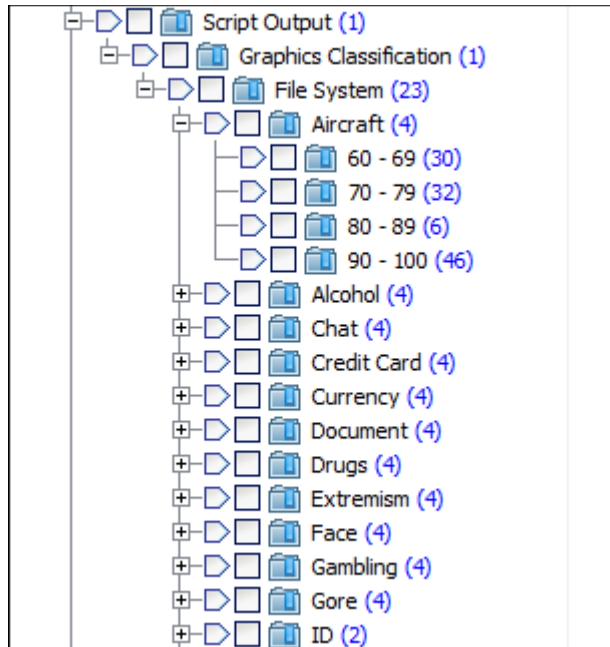 Script Output (1)
Graphics Classification (1)
File System (23)
Aircraft (4)
60 - 69 (30)
70 - 79 (32)
80 - 89 (6)
90 - 100 (46)
Alcohol (4)
Chat (4)
Credit Card (4)
Currency (4)
Document (4)
Drugs (4)
Extremism (4)
Face (4)
Gambling (4)
Gore (4)
ID (2)